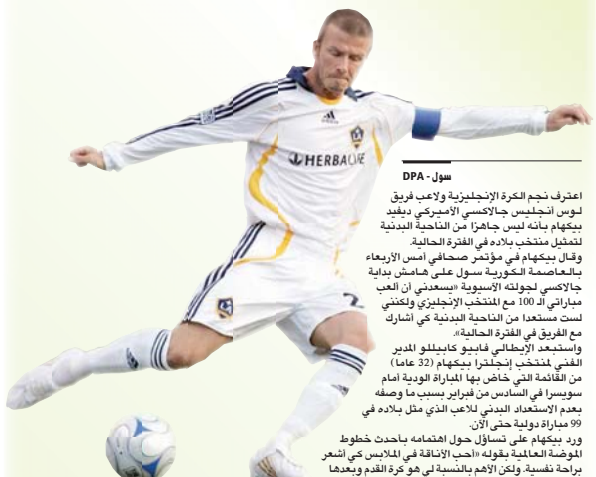 adidas
HERBALIFE
سول - DPA
اعترف نجم الكرة الإنجليزية ولاعب فريق
لوس أنجليس جالاكسي الأميركي ديفيد
بيكهام بأنه ليس جاهزا من الناحية البدنية
لتمثيل منتخب بلاده في الفترة الحالية.
وقال بيكهام في مؤتمر صحافي أمس الأربعاء
بالعاصمة الكورية سول على هامش بداية
جالاكسي لجولته الآسيوية «يسعدني أن ألعب
مباراتي الـ 100 مع المنتخب الإنجليزي ولكنني
لست مستعدا من الناحية البدنية كي أشارك
مع الفريق في الفترة الحالية».
واستبعد الإيطالي فابيو كابيللو المدير
الفني لمنتخب إنجلترا بيكهام (32 عاما)
من القائمة التي خاض بها المباراة الودية أمام
سويسرا في السادس من فبراير بسبب ما وصفه
بعدم الاستعداد البدني للاعب الذي مثل بلاده في
99 مباراة دولية حتى الآن.
ورد بيكهام على تساؤل حول اهتمامه بأحدث خطوط
الموضة العالمية بقوله «أحب الأناقة في الملابس كي أشعر
براحة نفسية. ولكن الأهم بالنسبة لي هو كرة القدم وبعدها